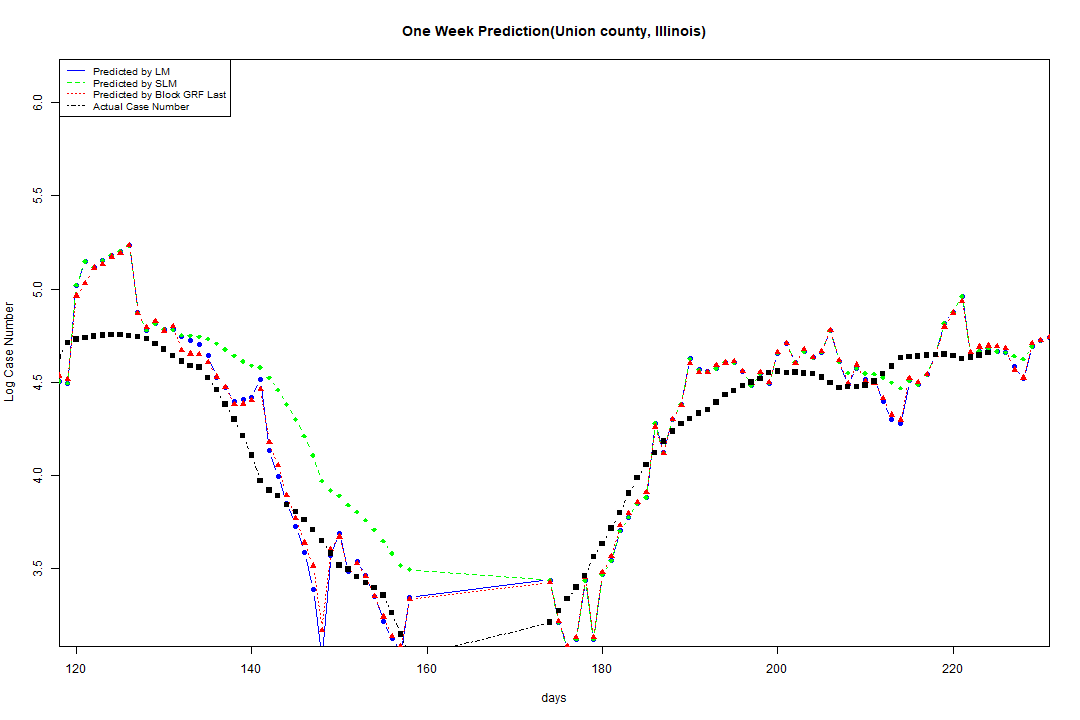 One Week Prediction(Union county, Illinois)
Predicted by LM
Predicted by SLM
Predicted by Block GRF Last
Actual Case Number
6.0
5.5
5.0
4.5
4.0
3.5
Log Case Number
120 140 160 180 200 220
days